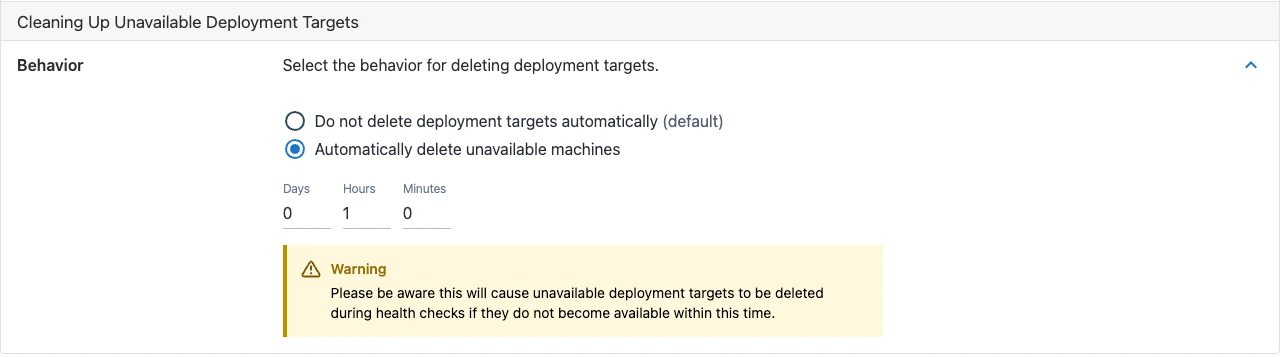 Cleaning Up Unavailable Deployment Targets
Behavior
Select the behavior for deleting deployment targets.
Do not delete deployment targets automatically (default)
Automatically delete unavailable machines
Days Hours Minutes
0 1 0
Warning
Please be aware this will cause unavailable deployment targets to be deleted
during health checks if they do not become available within this time.